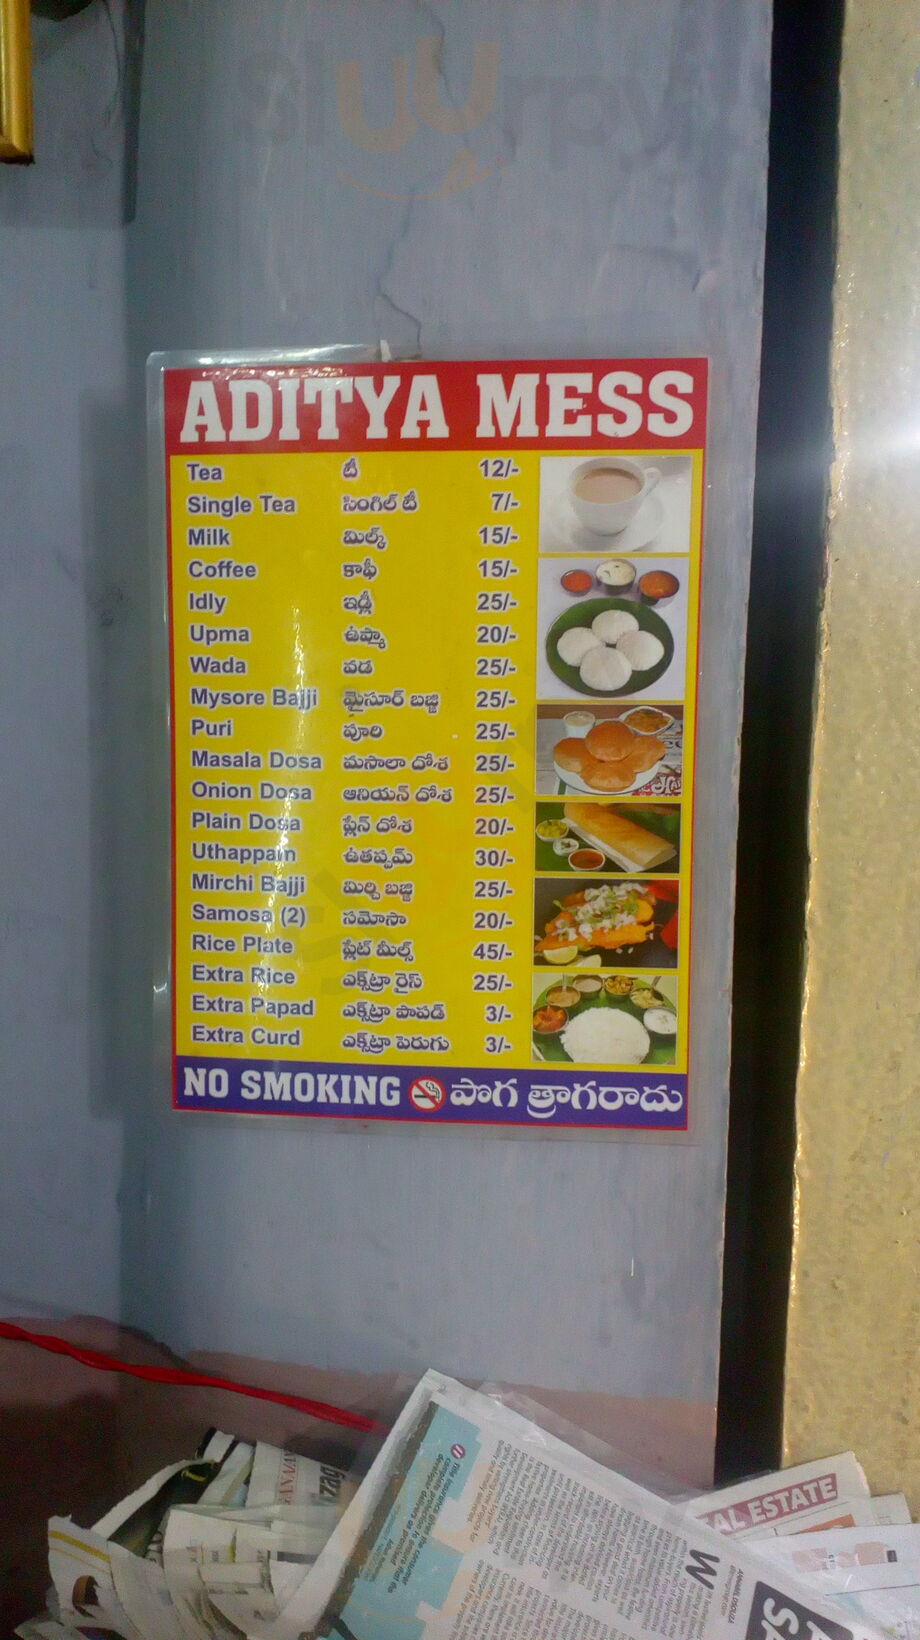 sluurpy
ADITYA MESS
Tea టీ 12/-
Single Tea సింగిల్ టీ 7/-
Milk మిల్క్ 15/-
Coffee కాఫీ 15/-
Idly ఇడ్లీ 25/-
Upma ఉప్మా 20/-
Wada వడ 25/-
Mysore Bajji మైసూర్ బజ్జి 25/-
Puri పూరి 25/-
Masala Dosa మసాలా దోశ 25/-
Onion Dosa ఆనియన్ దోశ 25/-
Plain Dosa ప్లేన్ దోశ 20/-
Uthappam ఉతప్పమ్ 30/-
Mirchi Bajji మిర్చి బజ్జి 25/-
Samosa (2) సమోసా 20/-
Rice Plate ప్లేట్ మీల్స్ 45/-
Extra Rice ఎక్స్‌ట్రా రైస్ 25/-
Extra Papad ఎక్స్‌ట్రా పాపడ్ 3/-
Extra Curd ఎక్స్‌ట్రా పెరుగు 3/-
NO SMOKING పొగ త్రాగరాదు
REAL ESTATE